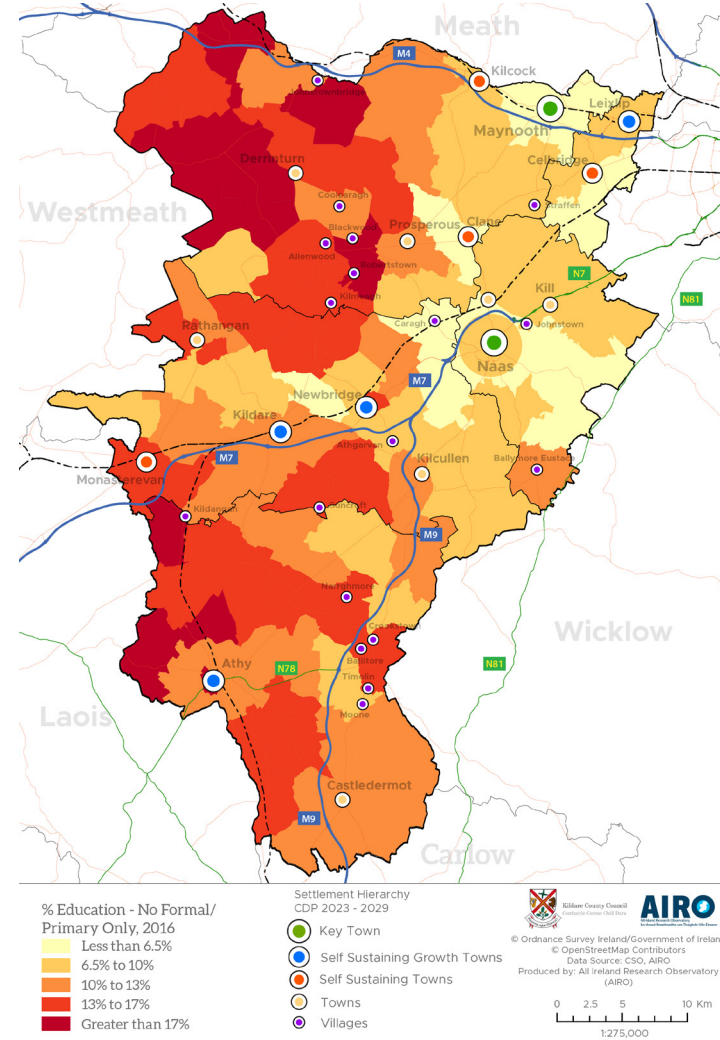 Meath
M4
Kilcock
Johnstownbridge
Leixlip
Maynooth
Derrinturn
Celbridge
Coolearagh
Straffan
Westmeath
Blackwood
Prosperous
Clane
Allenwood
Robertstown
N7
Kill
N81
Kilmeagh
Caragh
Johnstown
Rathangan
Naas
M7
Newbridge
Kildare
Athgarvan
M7
Kilcullen
Ballymore Eustace
Monasterevan
Kildangan
Suncroft
M9
Narraghmore
Crookstown
Wicklow
Ballitore
Athy
N78
N81
Timolin
Laois
Moone
Castledermot
M9
Carlow
% Education - No Formal/
Primary Only, 2016
Less than 6.5%
6.5% to 10%
10% to 13%
13% to 17%
Greater than 17%
Settlement Hierarchy
CDP 2023 - 2029
Key Town
Self Sustaining Growth Towns
Self Sustaining Towns
Towns
Villages
Kildare County Council
AIRO
© Ordnance Survey Ireland/Government of Irelan
© OpenStreetMap Contributors
Data Source: CSO, AIRO
Produced by: All Ireland Research Observatory
(AIRO)
0 2.5 5 10 Km
1:275,000